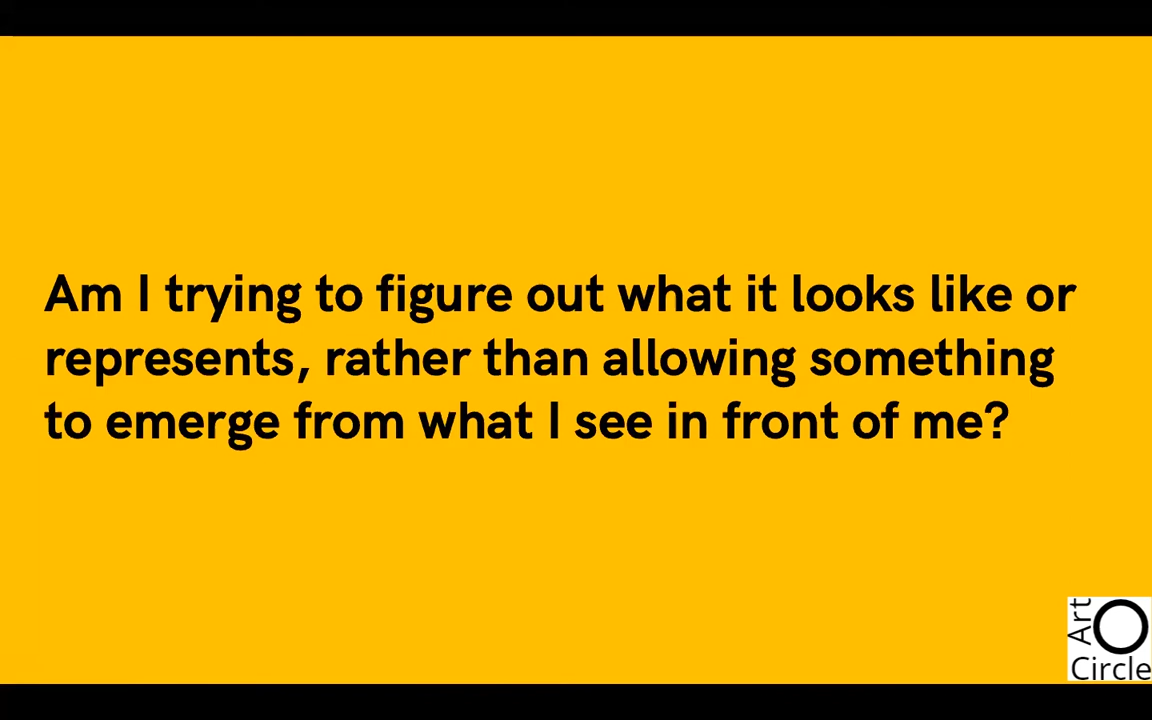 Am I trying to figure out what it looks like or
represents, rather than allowing something
to emerge from what I see in front of me?
Art
Circle